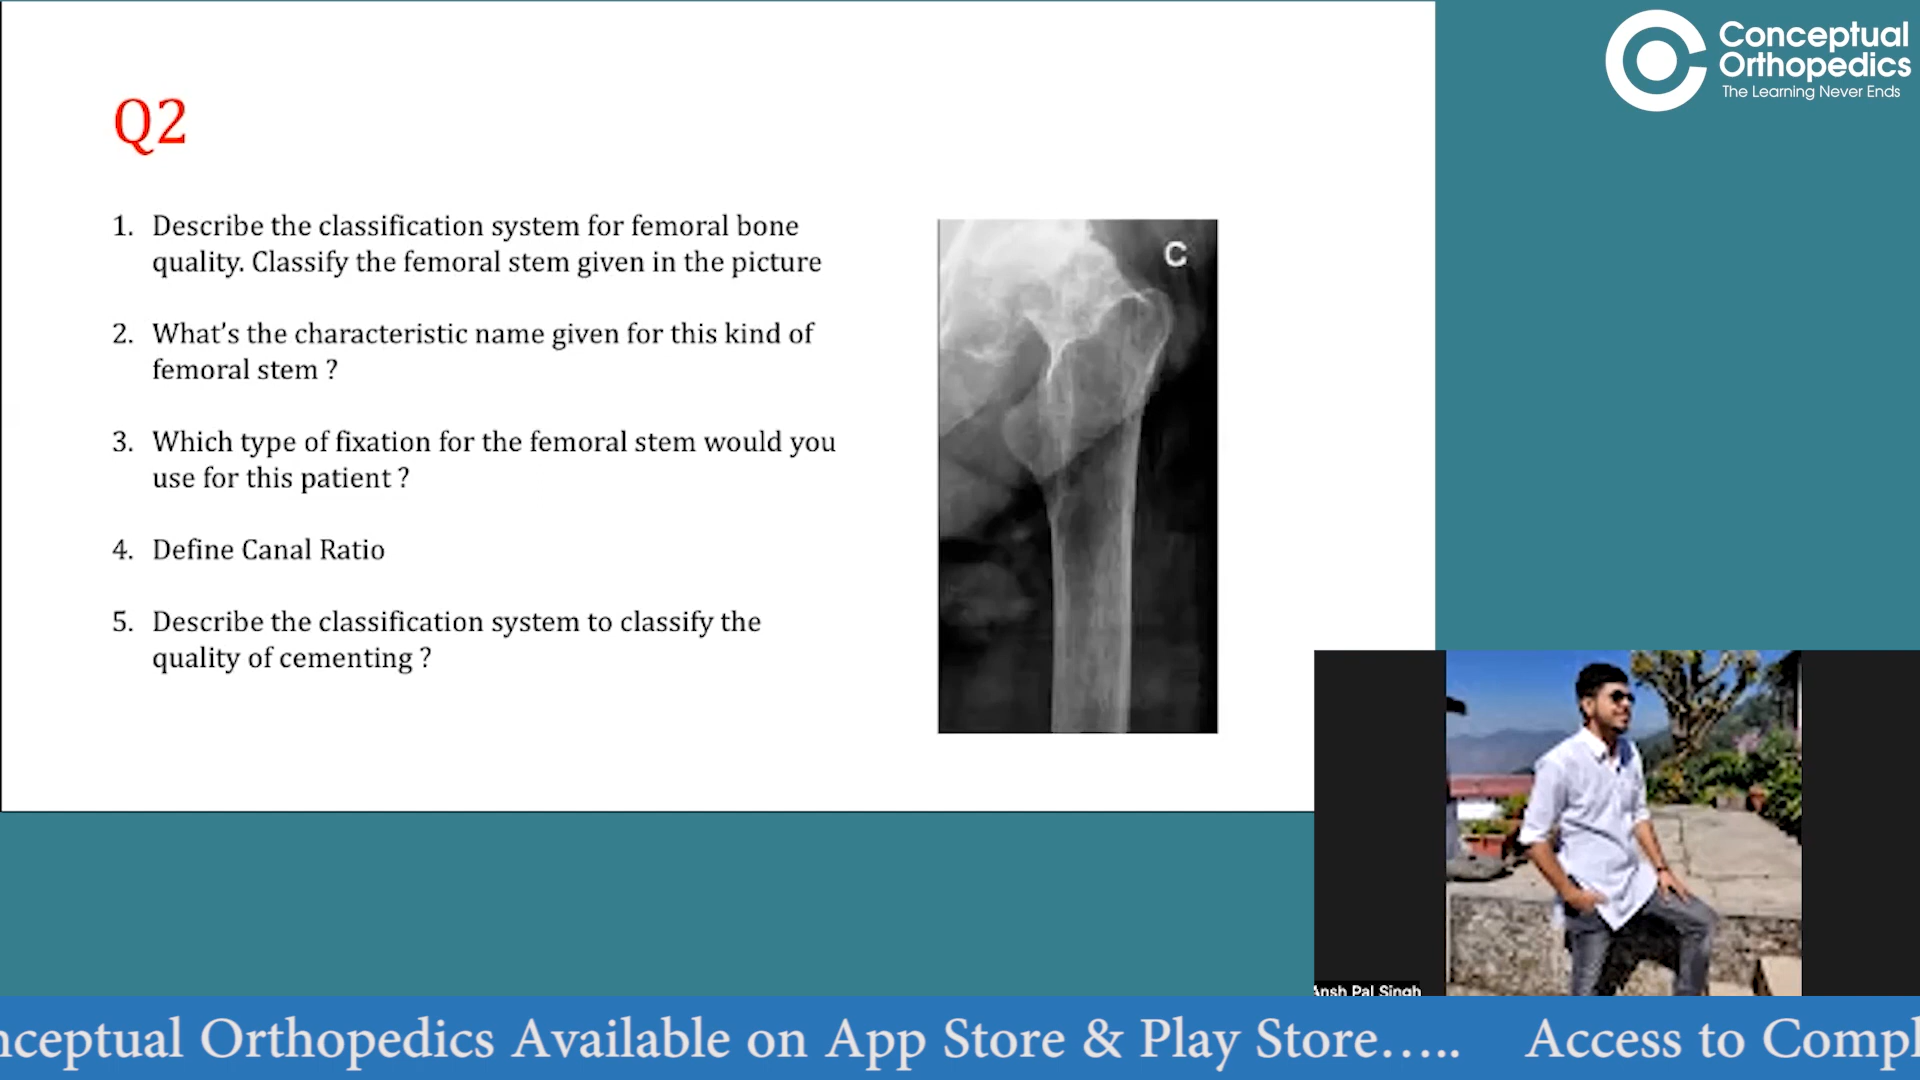 Conceptual
Orthopedics
The Learning Never Ends
Q2
1. Describe the classification system for femoral bone
quality. Classify the femoral stem given in the picture
2. What's the characteristic name given for this kind of
femoral stem ?
3. Which type of fixation for the femoral stem would you
use for this patient ?
4. Define Canal Ratio
5. Describe the classification system to classify the
quality of cementing ?
C
Ansh Pal Singh
nceptual Orthopedics Available on App Store & Play Store..... Access to Compl